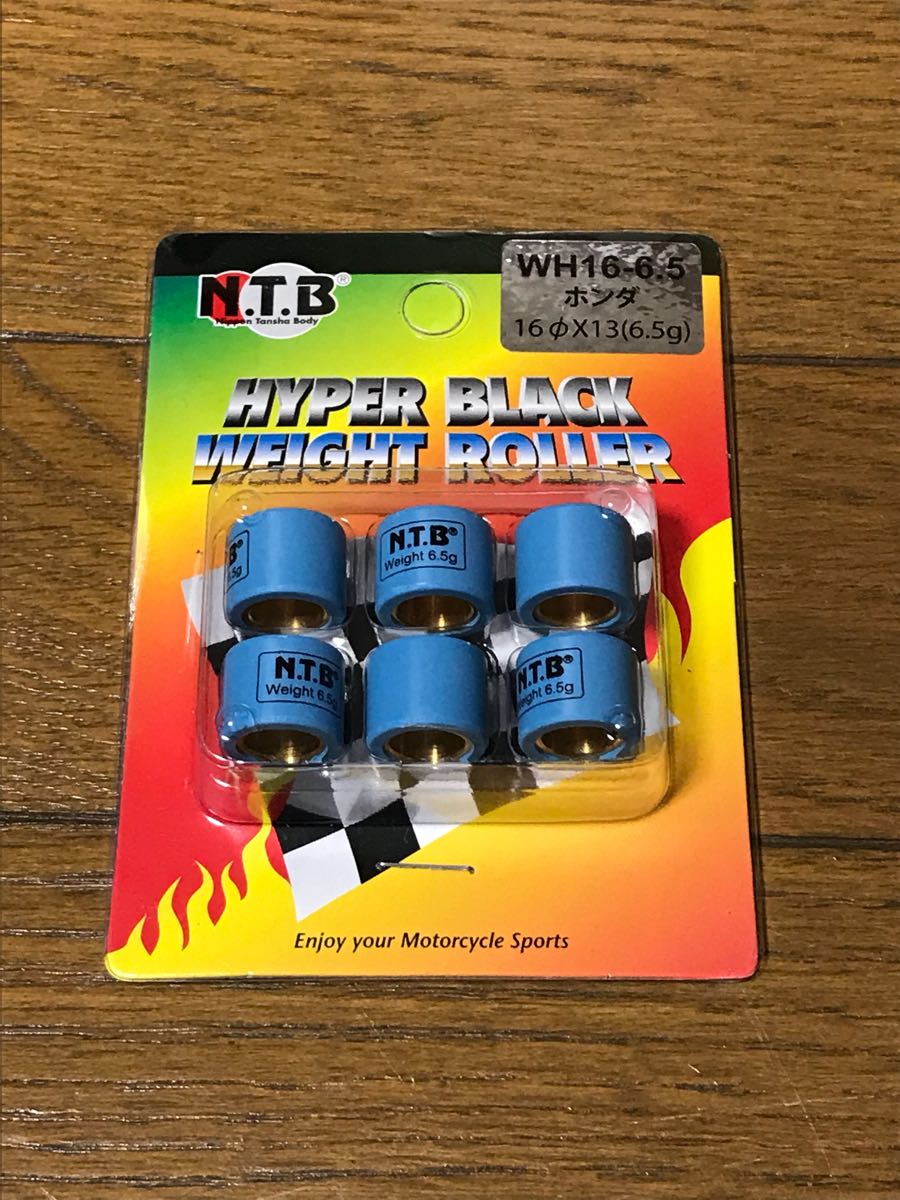 N.T.B®
Nippon Tansha Body
WH16-6.5
ホンダ
16φX13(6.5g)
HYPER BLACK
WEIGHT ROLLER
.B®
.5g
N.T.B®
Weight 6.5g
N.T.B®
Weight 6.5g
N.T.B®
Weight 6.5g
Enjoy your Motorcycle Sports